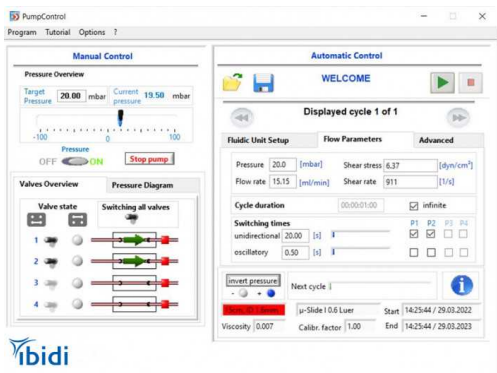 PumpControl
Program Tutorial Options ?
Manual Control
Pressure Overview
Target Pressure 20.00 mbar Current pressure 19.50 mbar
-100 0 100
Pressure
OFF ON Stop pump
Valves Overview Pressure Diagram
Valve state Switching all valves
1
2
3
4
Automatic Control
WELCOME
Displayed cycle 1 of 1
Fluidic Unit Setup Flow Parameters Advanced
Pressure 20.0 [mbar] Shear stress 6.37 [dyn/cm²]
Flow rate 15.15 [ml/min] Shear rate 911 [1/s]
Cycle duration 00:00:01:00 infinite
Switching times P1 P2 P3 P4
unidirectional 20.00 [s]
oscillatory 0.50 [s]
invert pressure Next cycle
- +
µ-Slide I 0.6 Luer Start 14:25:44 / 29.03.2022
Viscosity 0.007 Calibr. factor 1.00 End 14:25:44 / 29.03.2023
ibidi